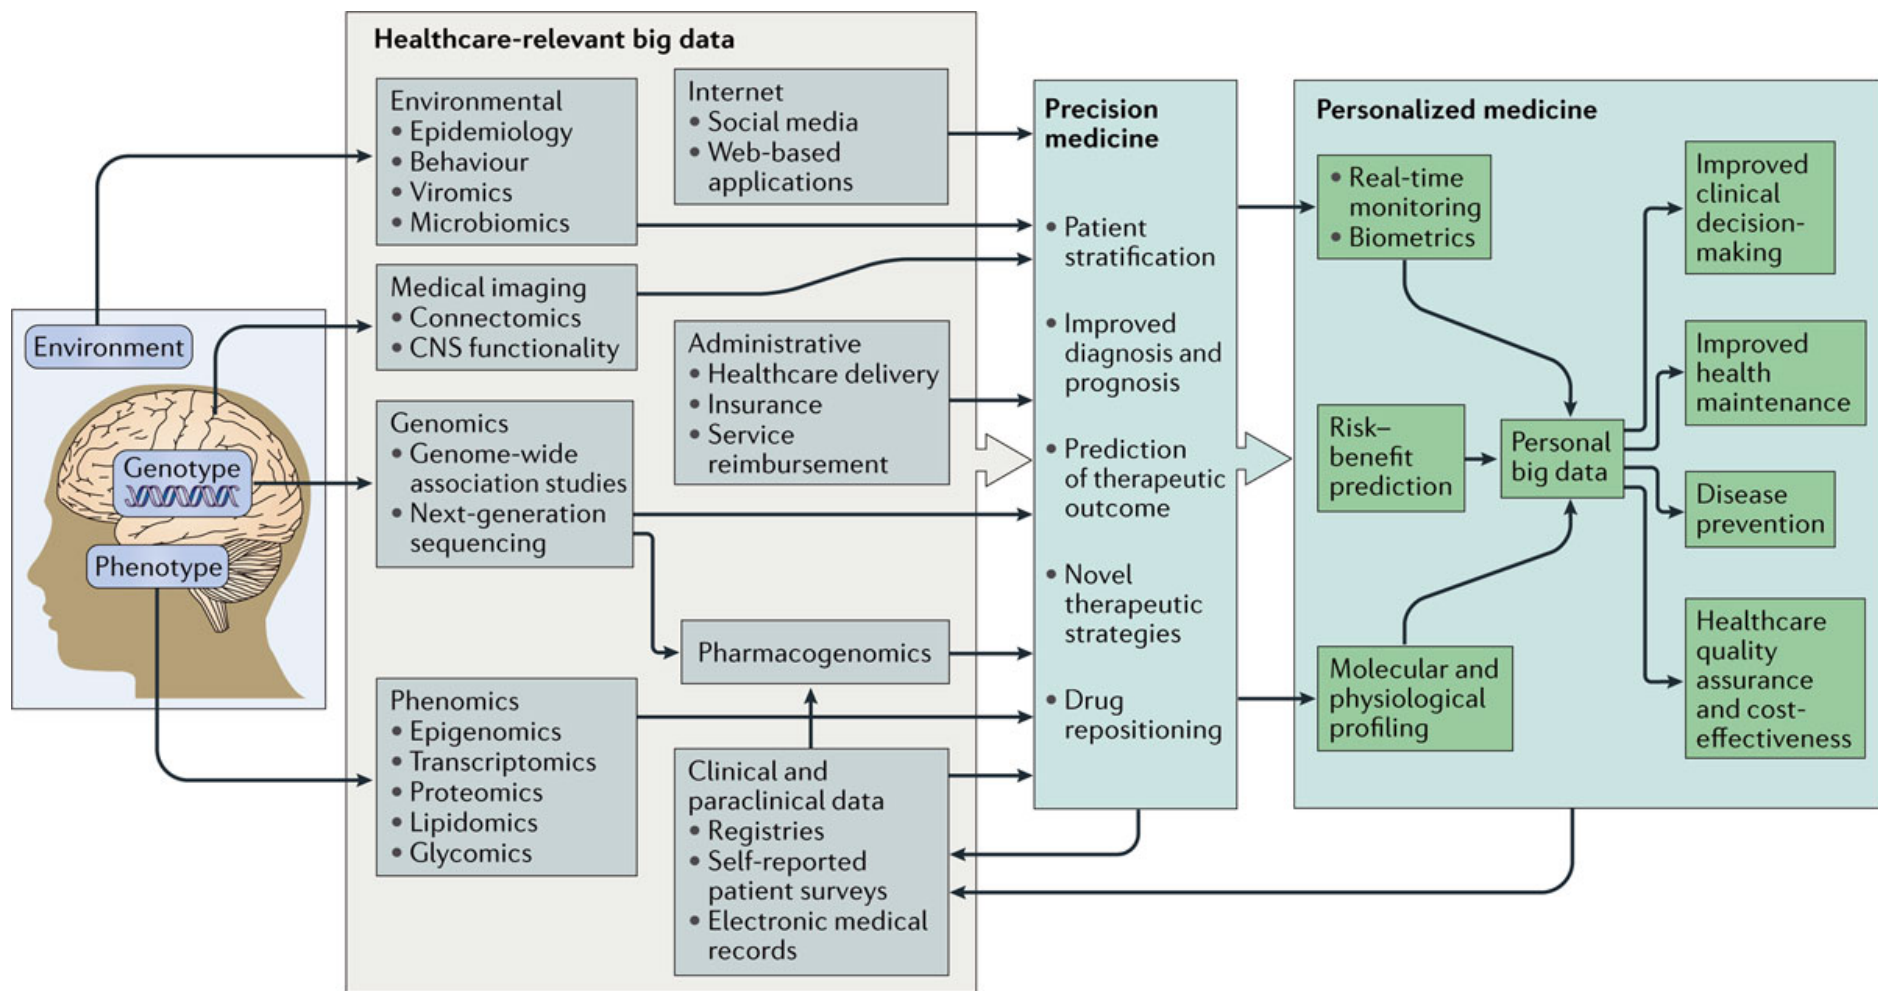 Healthcare-relevant big data
Environmental
• Epidemiology
• Behaviour
• Viromics
• Microbiomics
Internet
• Social media
• Web-based
applications
Medical imaging
• Connectomics
• CNS functionality
Administrative
• Healthcare delivery
• Insurance
• Service
reimbursement
Genomics
• Genome-wide
association studies
• Next-generation
sequencing
Pharmacogenomics
Phenomics
• Epigenomics
• Transcriptomics
• Proteomics
• Lipidomics
• Glycomics
Clinical and
paraclinical data
• Registries
• Self-reported
patient surveys
• Electronic medical
records
Environment
Genotype
Phenotype
Precision
medicine
• Patient
stratification
• Improved
diagnosis and
prognosis
• Prediction
of therapeutic
outcome
• Novel
therapeutic
strategies
• Drug
repositioning
Personalized medicine
• Real-time
monitoring
• Biometrics
Risk–
benefit
prediction
Molecular and
physiological
profiling
Personal
big data
Improved
clinical
decision-
making
Improved
health
maintenance
Disease
prevention
Healthcare
quality
assurance
and cost-
effectiveness